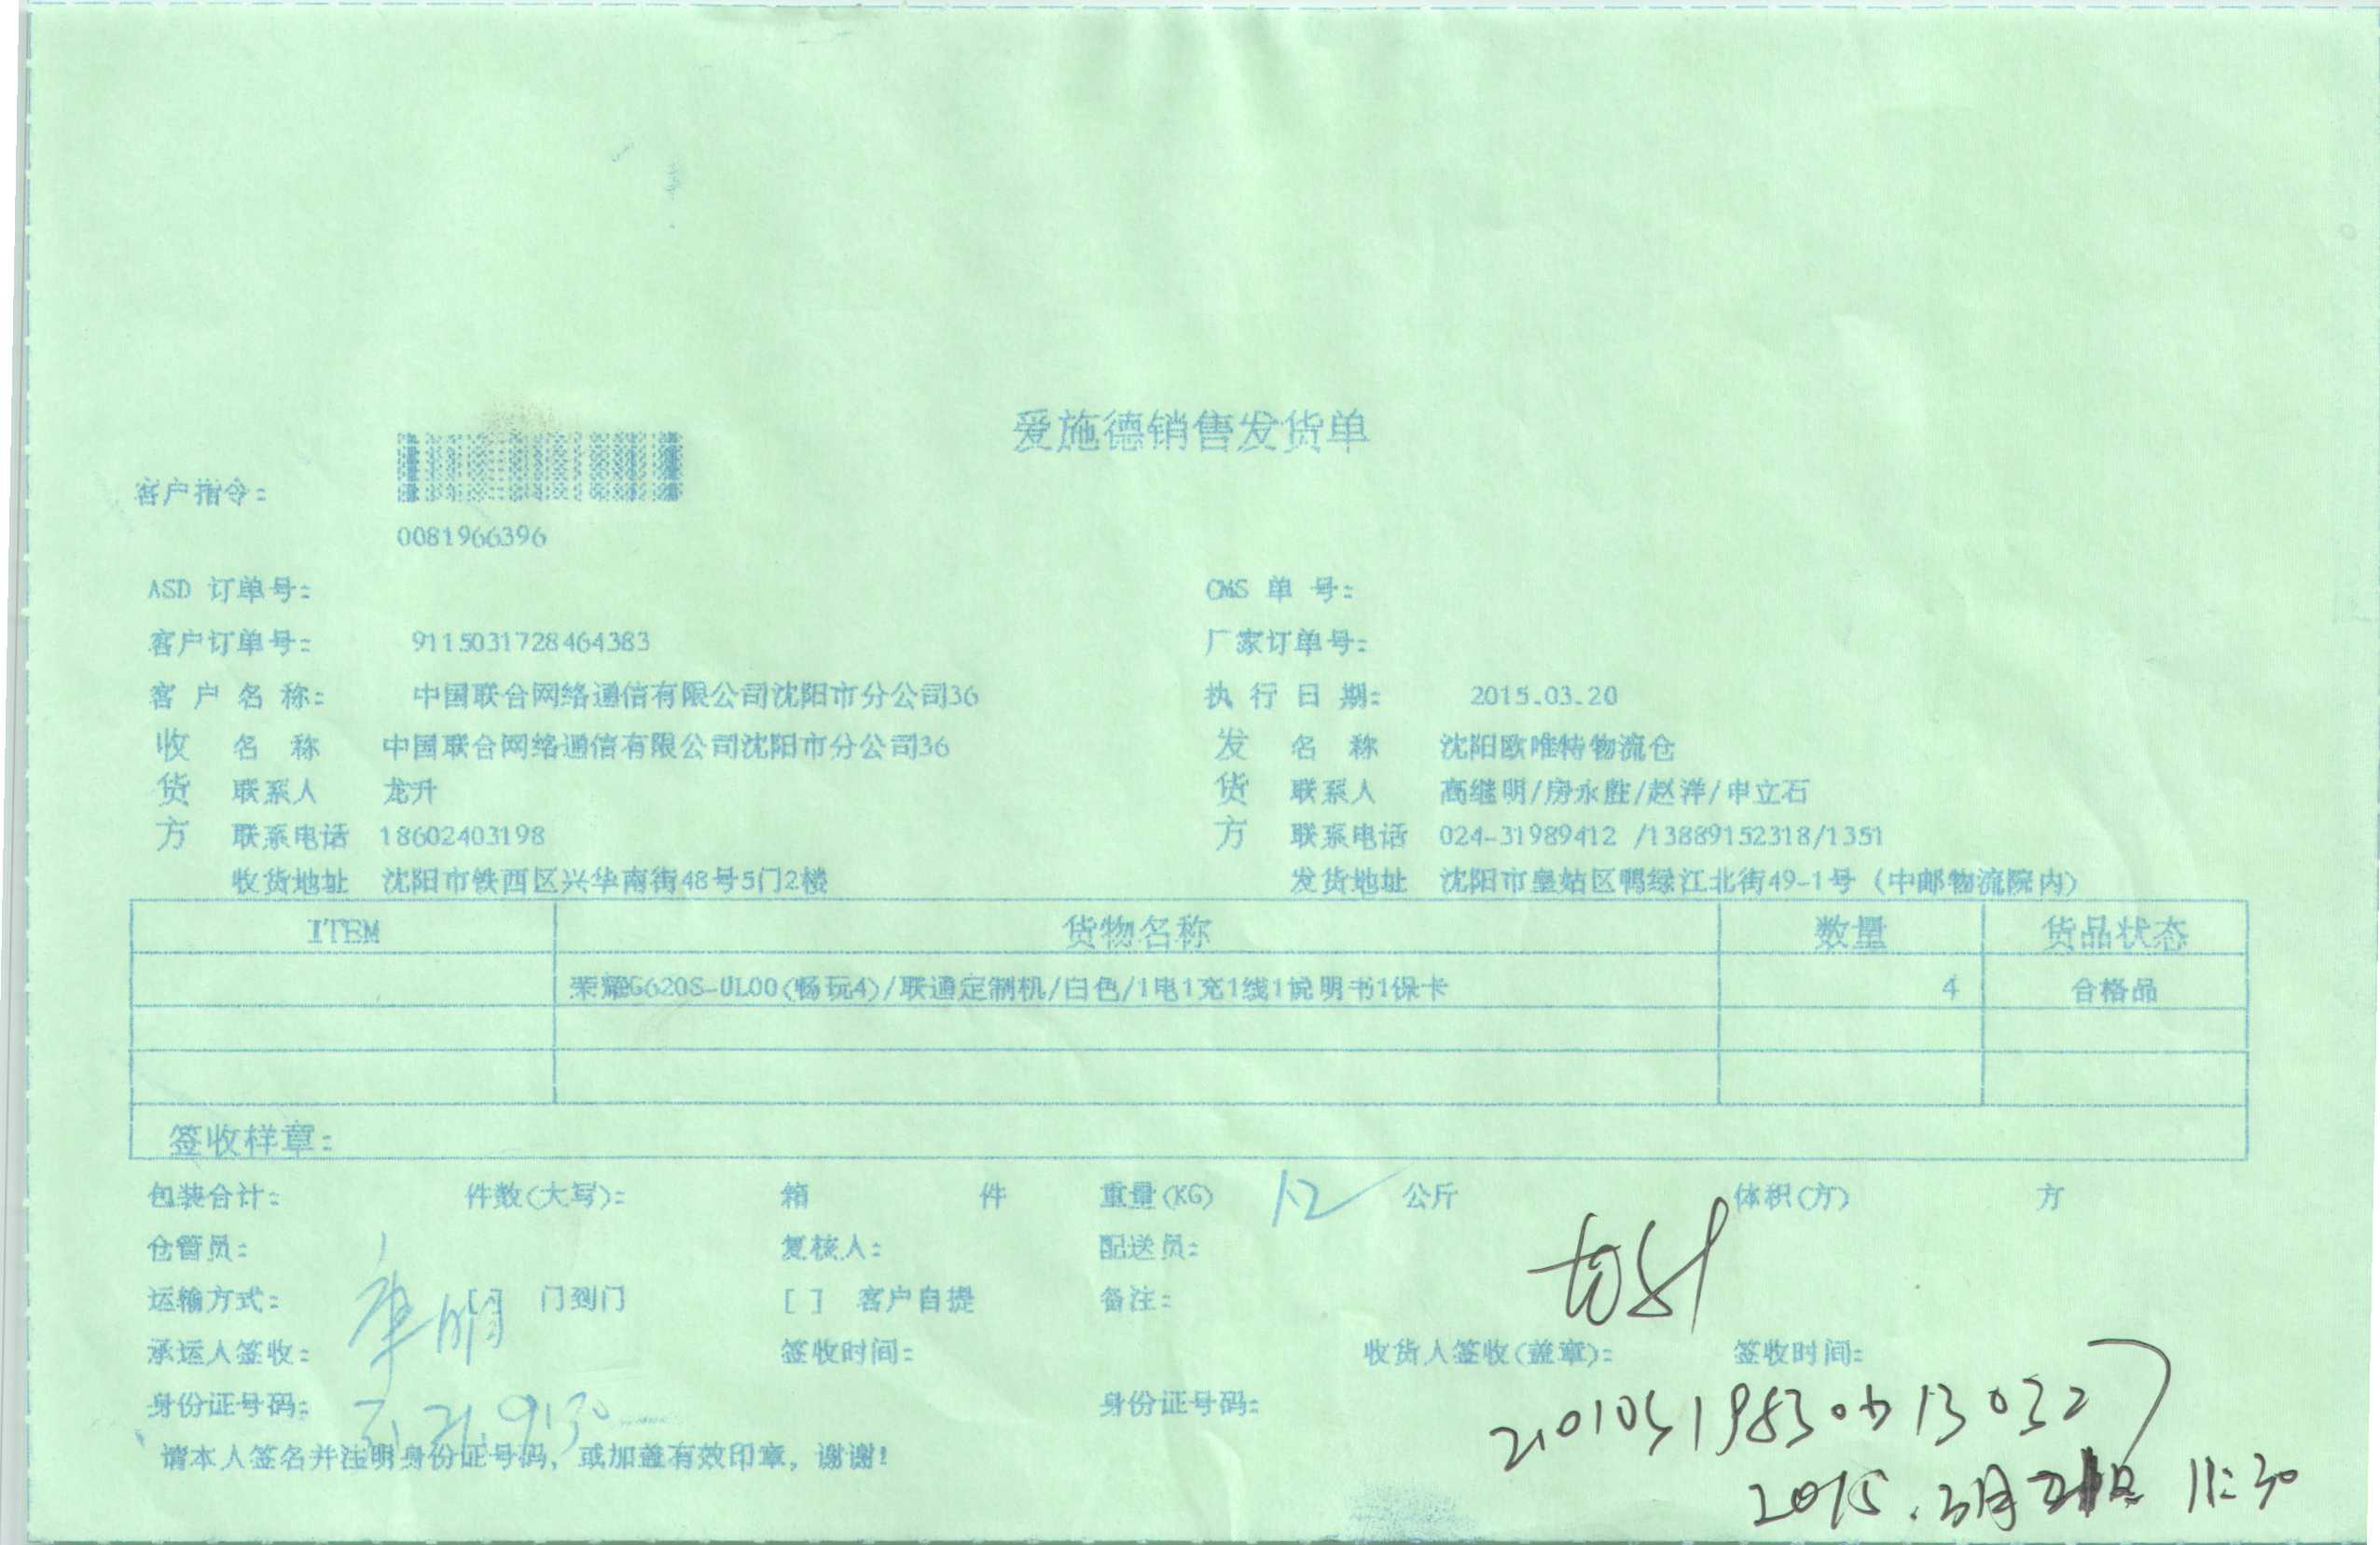 爱施德销售发货单
客户指令:
0081966396
ASD 订单号: CMS 单 号:
客户订单号: 9115031728464383 厂家订单号:
客 户 名 称: 中国联合网络通信有限公司沈阳市分公司36 执 行 日 期: 2015.03.20
收 名 称 中国联合网络通信有限公司沈阳市分公司36 发 名 称 沈阳欧唯特物流仓
货 联系人 龙升 货 联系人 高继明/房永胜/赵洋/申立石
方 联系电话 18602403198 方 联系电话 024-31989412 /13889152318/1351
收货地址 沈阳市铁西区兴华南街48号5门2楼 发货地址 沈阳市皇姑区鸭绿江北街49-1号 (中邮物流院内)
ITEM 货物名称 数量 货品状态
荣耀G620S-UL00(畅玩4)/联通定制机/白色/1电1充1线1说明书1保卡 4 合格品
签收样章:
包装合计: 件数(大写): 箱 件 重量(KG) 12 公斤 体积(方) 方
仓管员: 复核人: 配送员:
运输方式: [ ] 门到门 [ ] 客户自提 备注:
承运人签收: 签收时间: 收货人签收(盖章): 签收时间:
身份证号码: 3.21.9:30 身份证号码:
请本人签名并注明身份证号码, 或加盖有效印章, 谢谢!
2015.3月21日 11:30